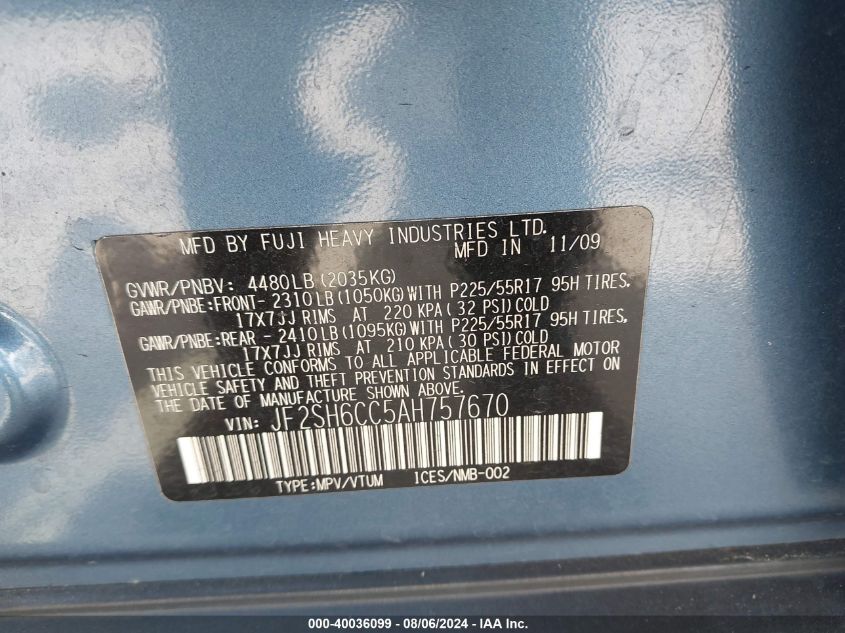 MFD BY FUJI HEAVY INDUSTRIES LTD.
MFD IN 11/09
GVWR/PNBV: 4480LB (2035KG)
GAWR/PNBE:FRONT- 2310LB (1050KG) WITH P225/55R17 95H TIRES,
17X7JJ RIMS AT 220 KPA ( 32 PSI) COLD
GAWR/PNBE:REAR - 2410LB (1095KG) WITH P225/55R17 95H TIRES,
17X7JJ RIMS AT 210 KPA ( 30 PSI) COLD
THIS VEHICLE CONFORMS TO ALL APPLICABLE FEDERAL MOTOR
VEHICLE SAFETY AND THEFT PREVENTION STANDARDS IN EFFECT ON
THE DATE OF MANUFACTURE SHOWN ABOVE.
VIN: JF2SH6CC5AH757670
TYPE:MPV/VTUM 1CES/NMB-002
000-40036099 - 08/06/2024 - IAA Inc.